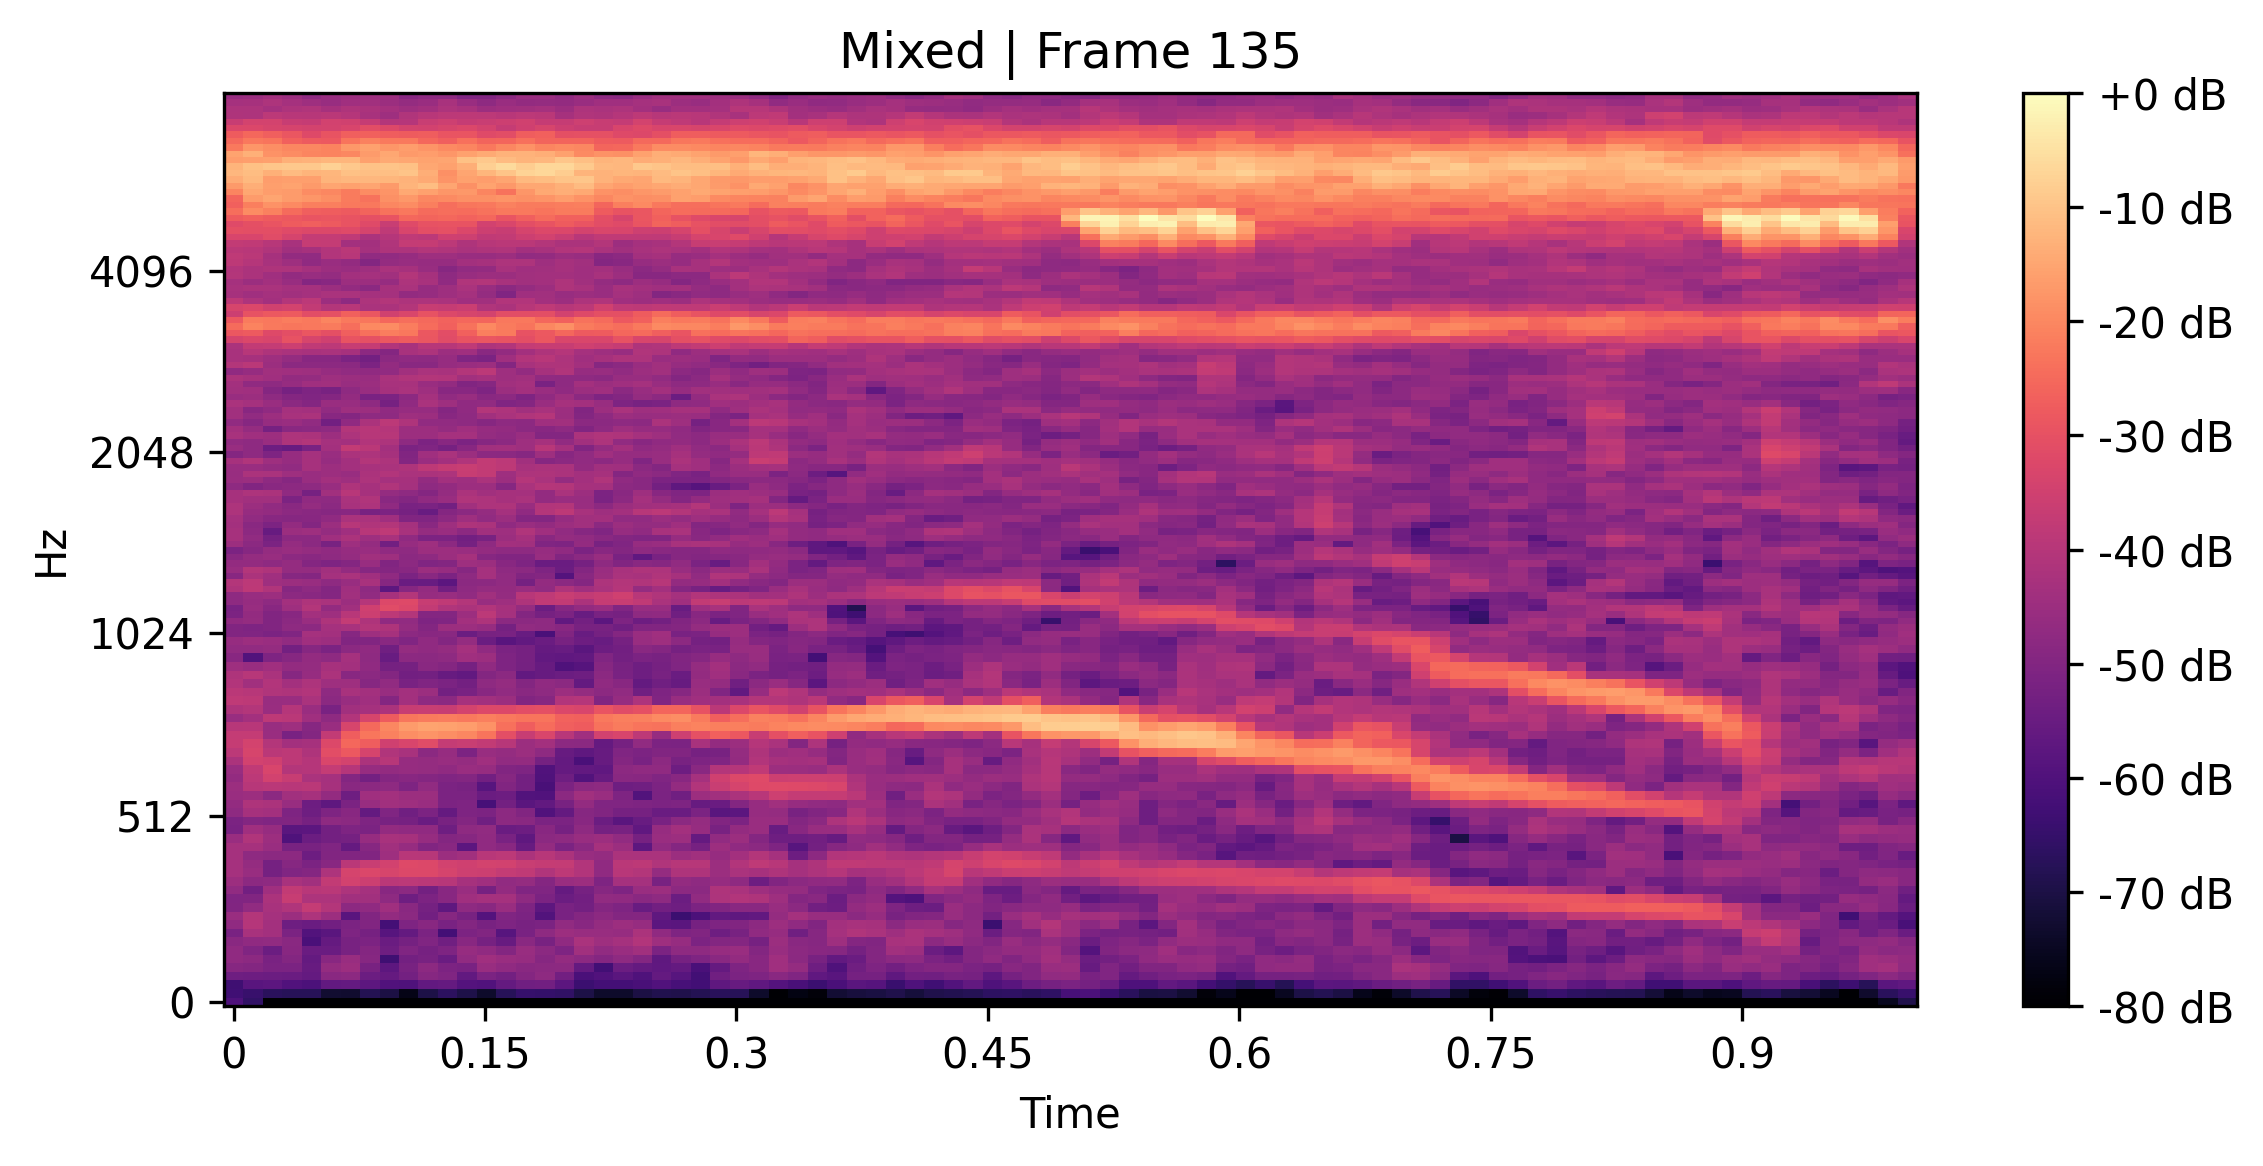 Mixed | Frame 135
+0 dB
-10 dB
-20 dB
-30 dB
-40 dB
-50 dB
-60 dB
-70 dB
-80 dB
4096
2048
1024
512
0
Hz
0 0.15 0.3 0.45 0.6 0.75 0.9
Time